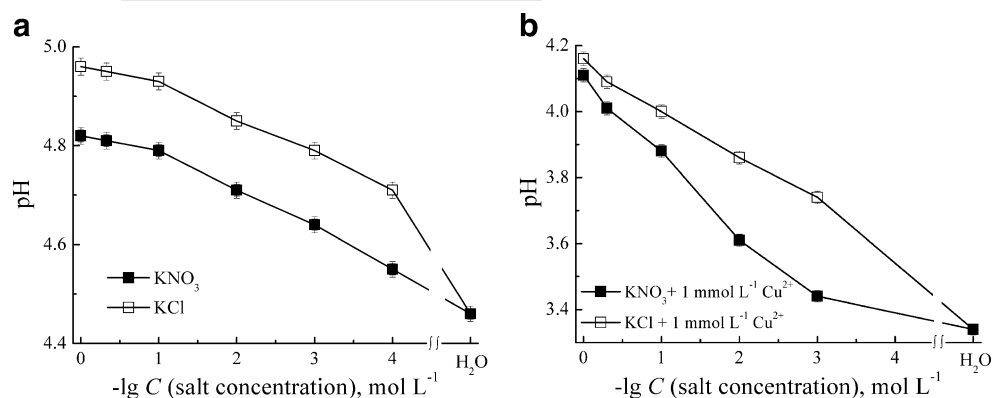 a
5.0
4.8
4.6
4.4
pH
KNO₃
KCl
0 1 2 3 4 H₂O
-lg C (salt concentration), mol L⁻¹
b
4.2
4.0
3.8
3.6
3.4
pH
KNO₃+ 1 mmol L⁻¹ Cu²⁺
KCl + 1 mmol L⁻¹ Cu²⁺
0 1 2 3 4 H₂O
-lg C (salt concentration), mol L⁻¹